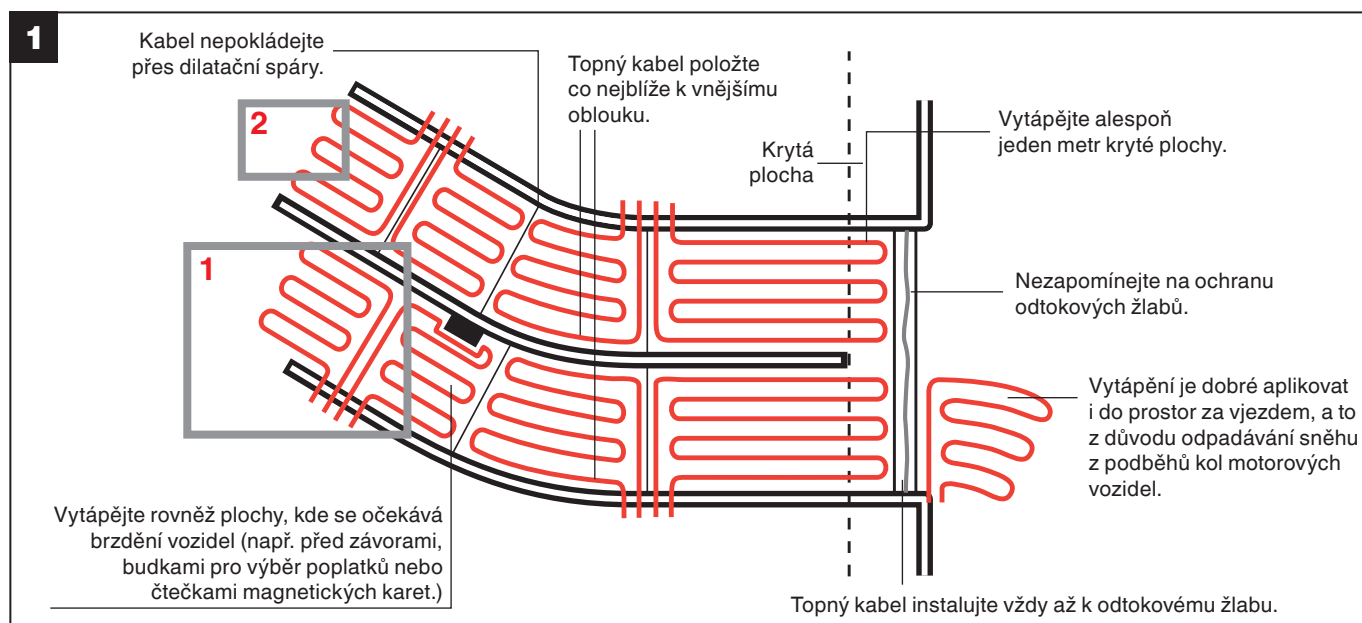 1
Kabel nepokládejte
přes dilatační spáry.
Topný kabel položte
co nejblíže k vnějšímu
oblouku.
Krytá
plocha
Vytápějte alespoň
jeden metr kryté plochy.
2
1
Nezapomínejte na ochranu
odtokových žlabů.
Vytápění je dobré aplikovat
i do prostor za vjezdem, a to
z důvodu odpadávání sněhu
z podběhů kol motorových
vozidel.
Vytápějte rovněž plochy, kde se očekává
brzdění vozidel (např. před závorami,
budkami pro výběr poplatků nebo
čtečkami magnetických karet.)
Topný kabel instalujte vždy až k odtokovému žlabu.